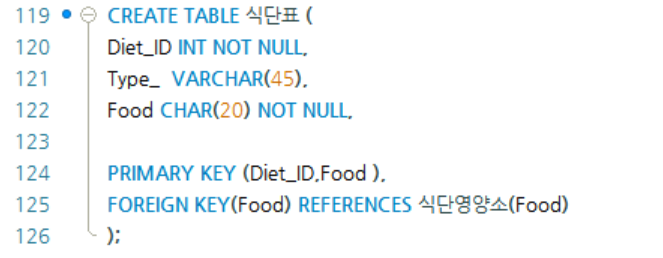 119 CREATE TABLE 식단표 (
120 Diet_ID INT NOT NULL,
121 Type_ VARCHAR(45),
122 Food CHAR(20) NOT NULL,
123
124 PRIMARY KEY (Diet_ID,Food ),
125 FOREIGN KEY(Food) REFERENCES 식단영양소(Food)
126 );